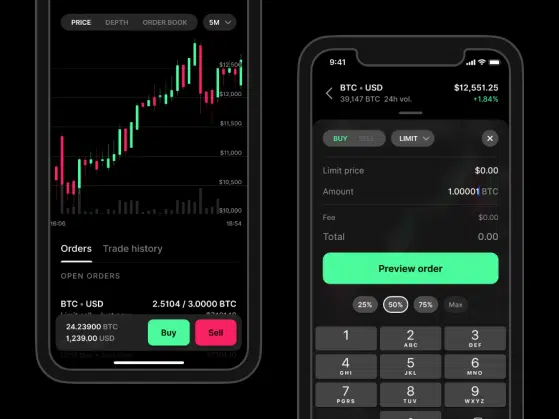 PRICE DEPTH ORDER BOOK 5M
$12,500
$12,000
$11,500
$11,000
$10,500
$10,000
18:06 18:54
Orders Trade history
OPEN ORDERS
BTC • USD 2.5104 / 3.0000 BTC
24.23900 BTC
1,239.00 USD
Buy Sell
9:41
BTC • USD $12,551.25
39,147 BTC 24h vol. +1.84%
BUY SELL LIMIT
Limit price $0.00
Amount 1.00001 BTC
Fee $0.00
Total 0.00
Preview order
25% 50% 75% Max
1 2 3
ABC DEF
4 5 6
GHI JKL MNO
7 8 9
PQRS TUV WXYZ